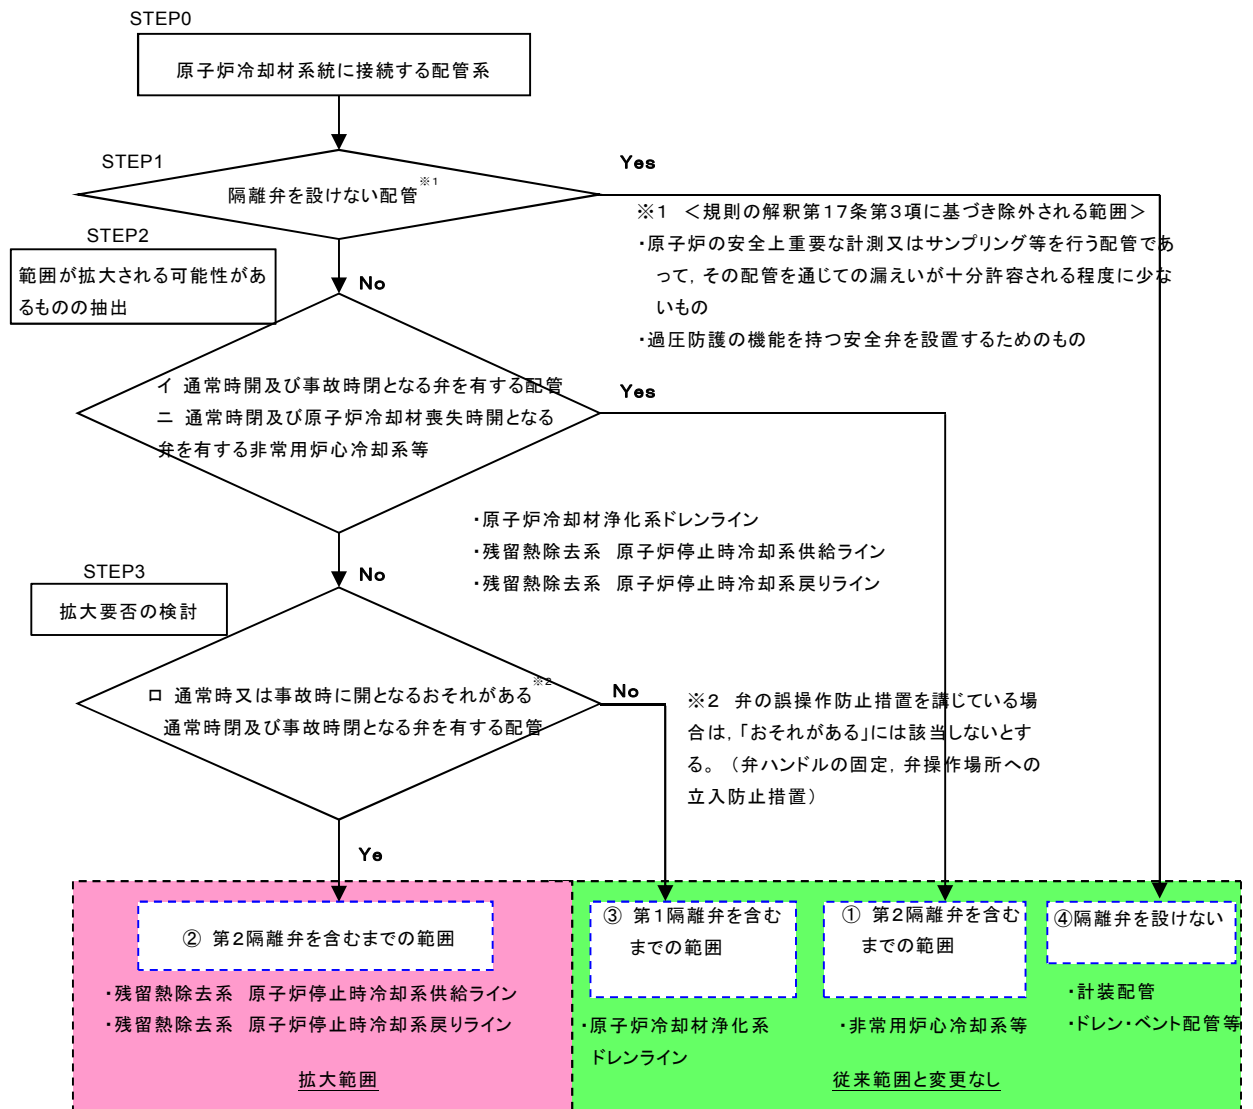 STEP0
原子炉冷却材系統に接続する配管系
STEP1
隔離弁を設けない配管※1
Yes
※1 ＜規則の解釈第17条第3項に基づき除外される範囲＞
・原子炉の安全上重要な計測又はサンプリング等を行う配管であ
って，その配管を通じての漏えいが十分許容される程度に少な
いもの
・過圧防護の機能を持つ安全弁を設置するためのもの
STEP2
範囲が拡大される可能性があ
るものの抽出
No
イ 通常時開及び事故時閉となる弁を有する配管
ニ 通常時閉及び原子炉冷却材喪失時開となる
弁を有する非常用炉心冷却系等
Yes
・原子炉冷却材浄化系ドレンライン
・残留熱除去系 原子炉停止時冷却系供給ライン
・残留熱除去系 原子炉停止時冷却系戻りライン
No
STEP3
拡大要否の検討
ロ 通常時又は事故時に開となるおそれがある※2
通常時閉及び事故時閉となる弁を有する配管
No
※2 弁の誤操作防止措置を講じている場
合は，「おそれがある」には該当しないとす
る。（弁ハンドルの固定，弁操作場所への
立入防止措置）
Ye
② 第2隔離弁を含むまでの範囲
・残留熱除去系 原子炉停止時冷却系供給ライン
・残留熱除去系 原子炉停止時冷却系戻りライン
拡大範囲
③ 第1隔離弁を含む
までの範囲
・原子炉冷却材浄化系
ドレンライン
① 第2隔離弁を含む
までの範囲
・非常用炉心冷却系等
④隔離弁を設けない
・計装配管
・ドレン・ベント配管等
従来範囲と変更なし